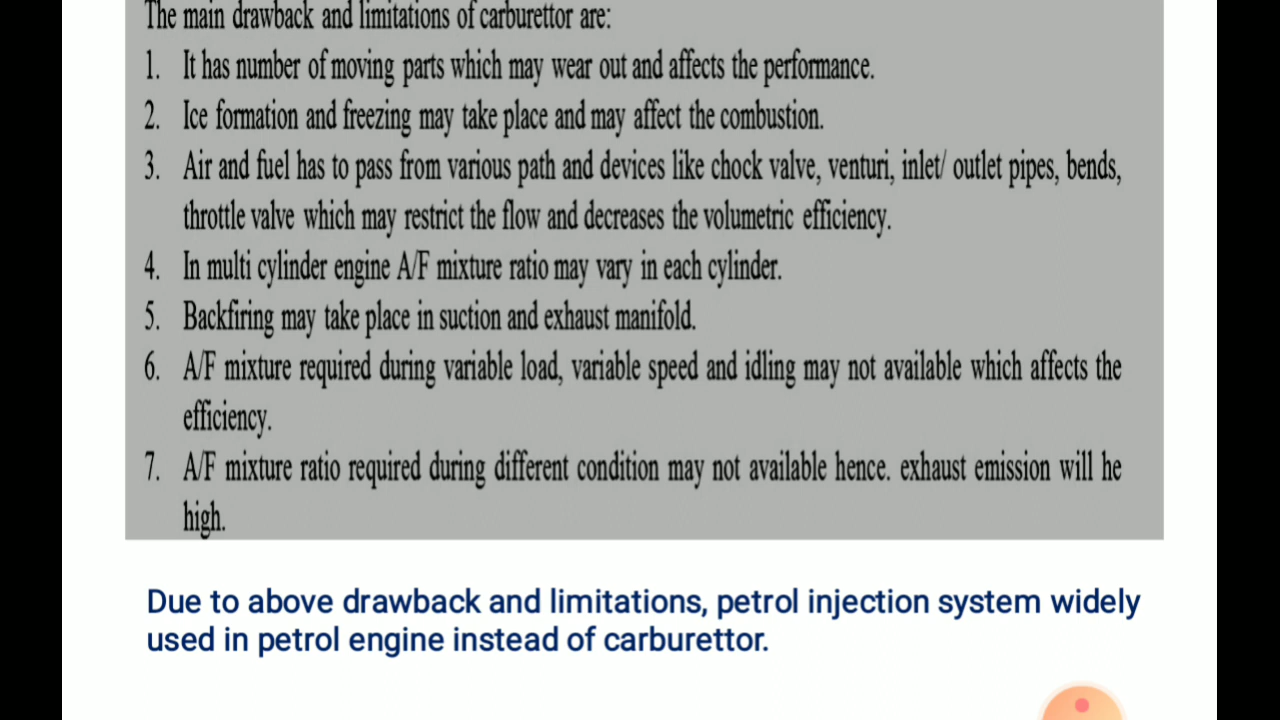 The main drawback and limitations of carburettor are:
1. It has number of moving parts which may wear out and affects the performance.
2. Ice formation and freezing may take place and may affect the combustion.
3. Air and fuel has to pass from various path and devices like chock valve, venturi, inlet/ outlet pipes, bends,
throttle valve which may restrict the flow and decreases the volumetric efficiency.
4. In multi cylinder engine A/F mixture ratio may vary in each cylinder.
5. Backfiring may take place in suction and exhaust manifold.
6. A/F mixture required during variable load, variable speed and idling may not available which affects the
efficiency.
7. A/F mixture ratio required during different condition may not available hence. exhaust emission will he
high.
Due to above drawback and limitations, petrol injection system widely
used in petrol engine instead of carburettor.